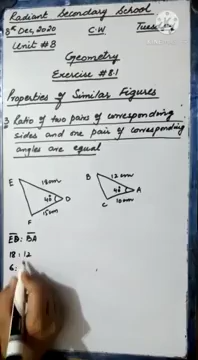 Radiant Secondary School
8th Dec, 2020 C.W Tuesday
Unit #8
Geometry
Exercise #8.1
Properties of Similar Figures
3 Ratio of two pairs of corresponding
sides and one pair of corresponding
angles are equal
E 18cm 40° D 15cm F
B 12cm A 40° C 10cm
ED : BA
18 : 12
6 :